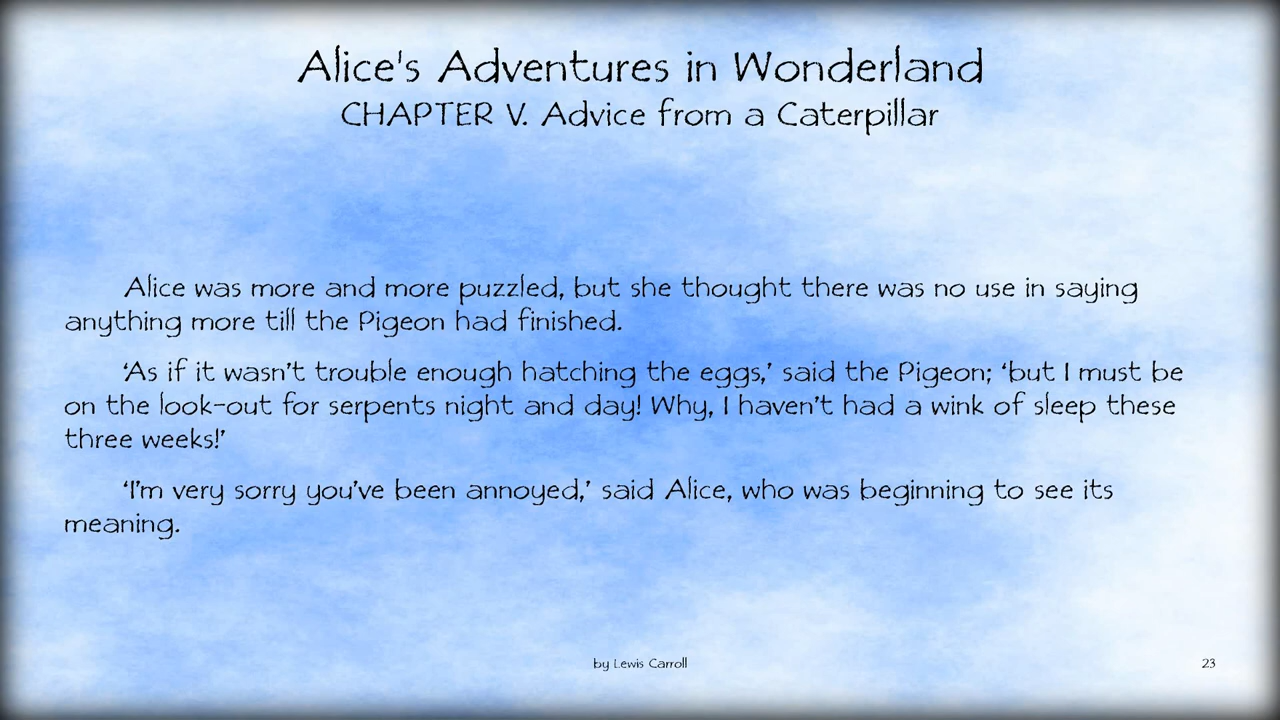 Alice's Adventures in Wonderland
CHAPTER V. Advice from a Caterpillar
Alice was more and more puzzled, but she thought there was no use in saying
anything more till the Pigeon had finished.
‘As if it wasn’t trouble enough hatching the eggs,’ said the Pigeon; ‘but I must be
on the look-out for serpents night and day! Why, I haven’t had a wink of sleep these
three weeks!’
‘I’m very sorry you’ve been annoyed,’ said Alice, who was beginning to see its
meaning.
by Lewis Carroll
23